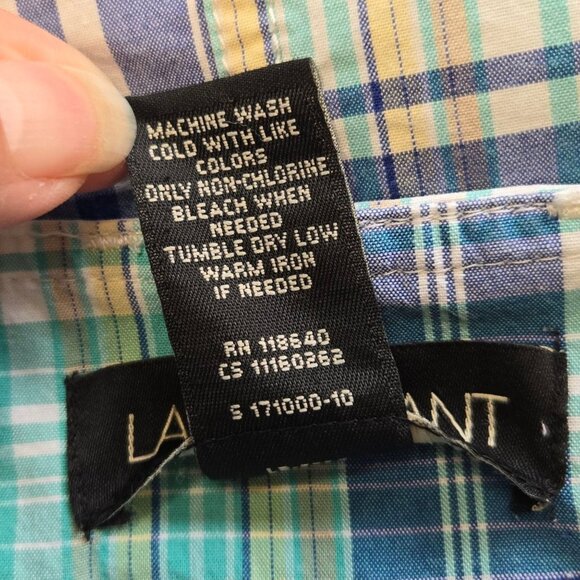 MACHINE WASH
COLD WITH LIKE
COLORS
ONLY NON-CHLORINE
BLEACH WHEN
NEEDED
TUMBLE DRY LOW
WARM IRON
IF NEEDED
RN 118640
CS 11160262
S 171000-10